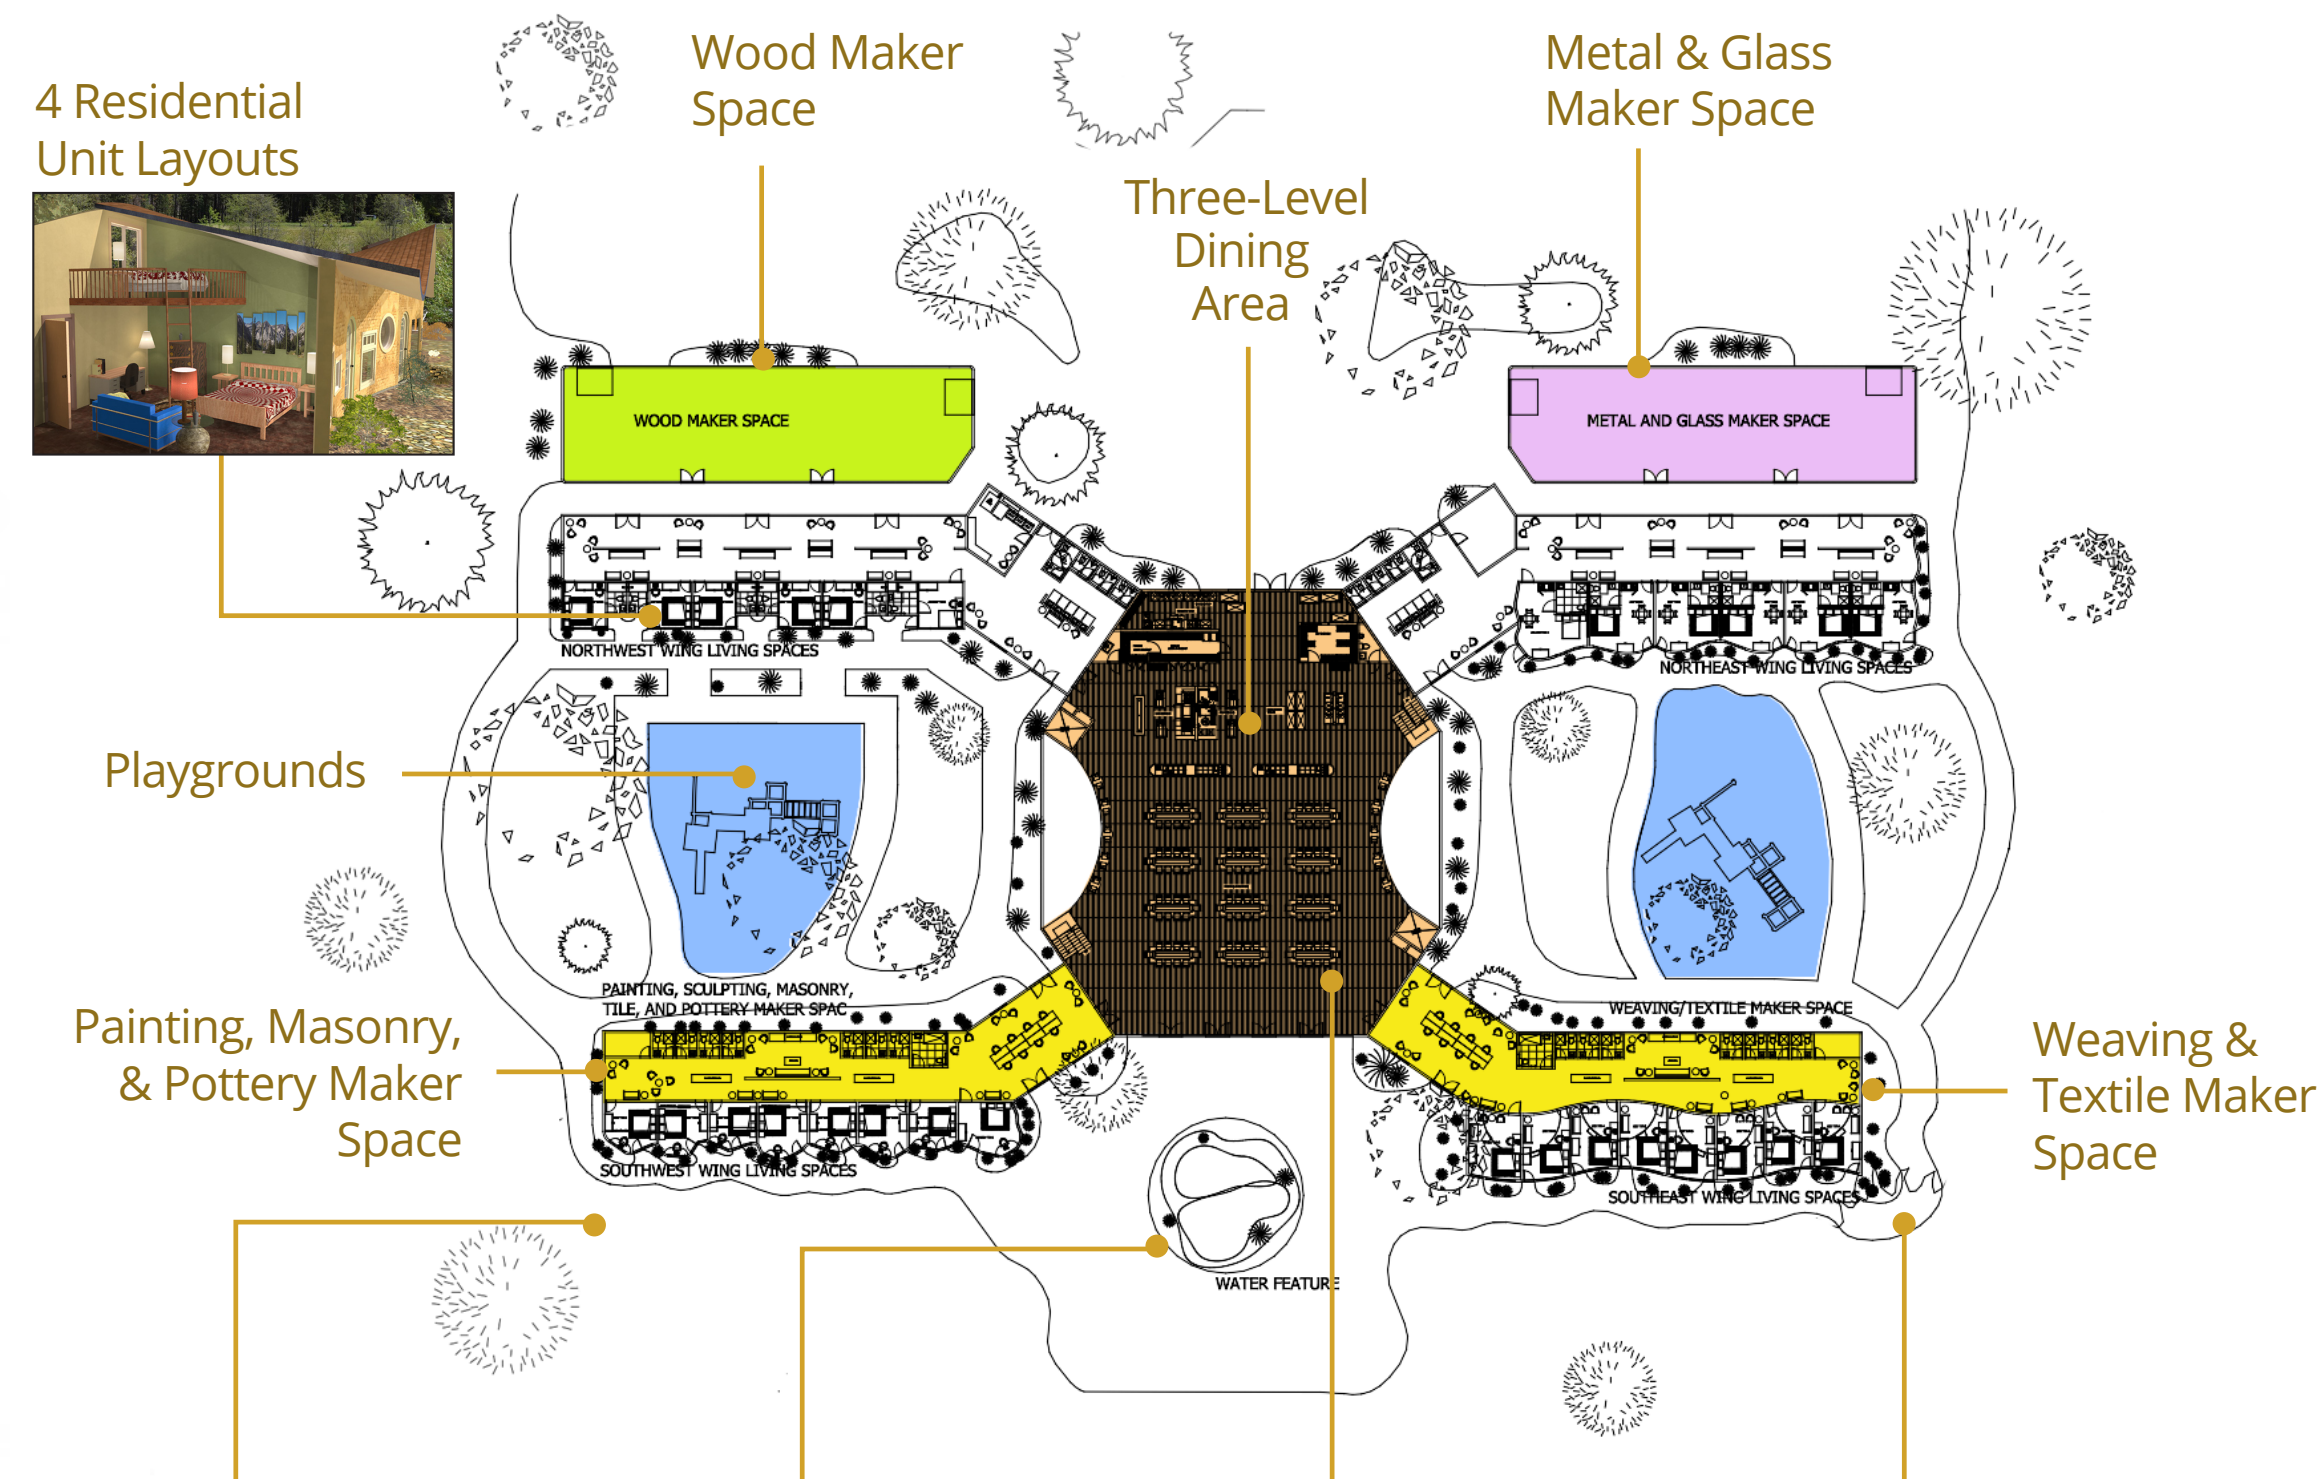 Wood Maker
Space
Metal & Glass
Maker Space
4 Residential
Unit Layouts
Three-Level
Dining
Area
WOOD MAKER SPACE
METAL AND GLASS MAKER SPACE
NORTHWEST WING LIVING SPACES
NORTHEAST WING LIVING SPACES
Playgrounds
PAINTING, SCULPTING, MASONRY,
TILE, AND POTTERY MAKER SPAC
WEAVING/TEXTILE MAKER SPACE
Painting, Masonry,
& Pottery Maker
Space
Weaving &
Textile Maker
Space
SOUTHWEST WING LIVING SPACES
SOUTHEAST WING LIVING SPACES
WATER FEATURE